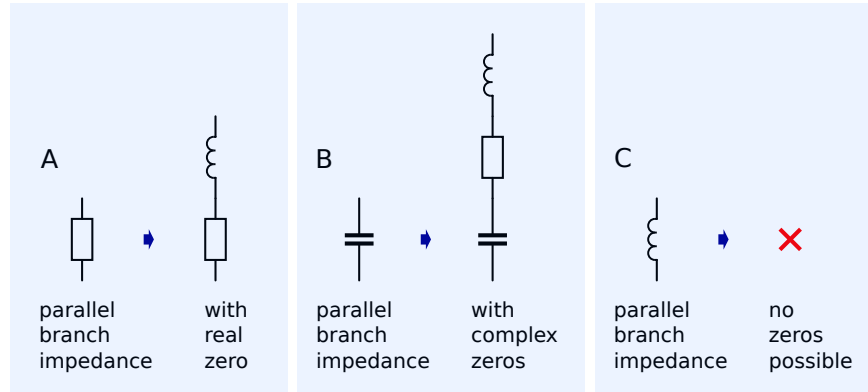 A
parallel
branch
impedance
with
real
zero
B
parallel
branch
impedance
with
complex
zeros
C
parallel
branch
impedance
no
zeros
possible